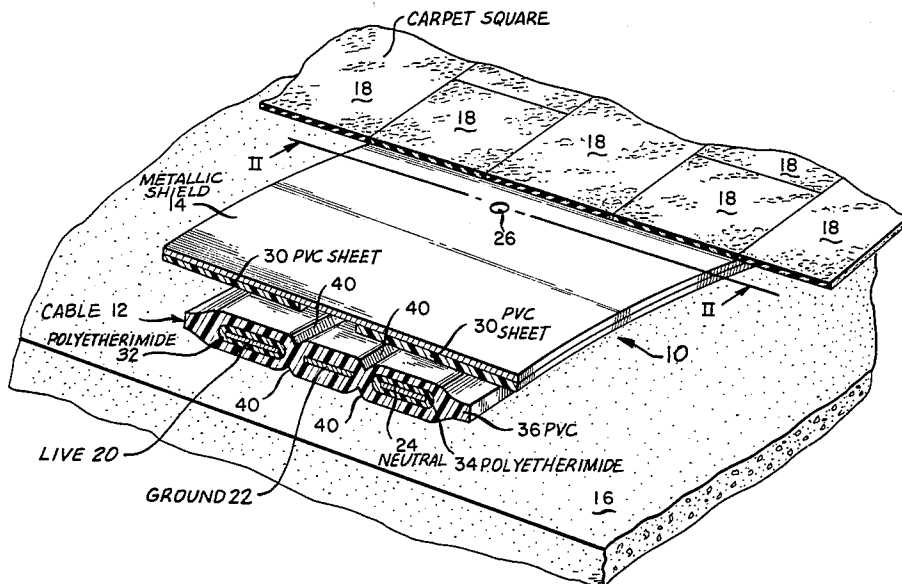 CARPET SQUARE
18
18
18
18
18
18
II
METALLIC
SHIELD
14
26
30 PVC SHEET
40
40
30 PVC
SHEET
II
10
CABLE 12
POLYETHERIMIDE
32
40
40
36 PVC
24
NEUTRAL
34 POLYETHERIMIDE
LIVE 20
GROUND 22
16